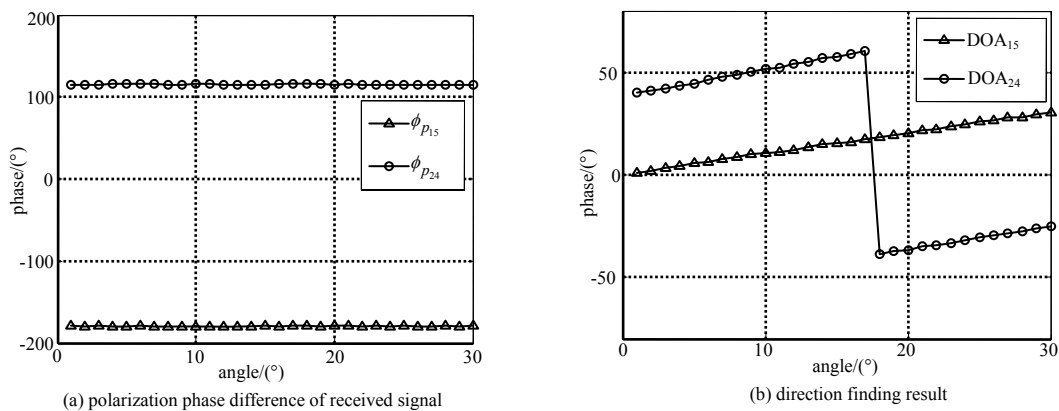 200
100
0
-100
-200
0
10
20
30
phase/(°)
angle/(°)
ϕp15
ϕp24
(a) polarization phase difference of received signal
50
0
-50
0
10
20
30
phase/(°)
angle/(°)
DOA15
DOA24
(b) direction finding result